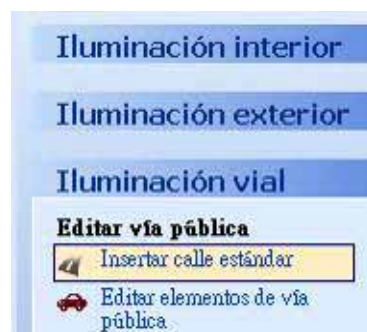 Iluminación interior
Iluminación exterior
Iluminación vial
Editar vía pública
Insertar calle estándar
Editar elementos de vía
pública